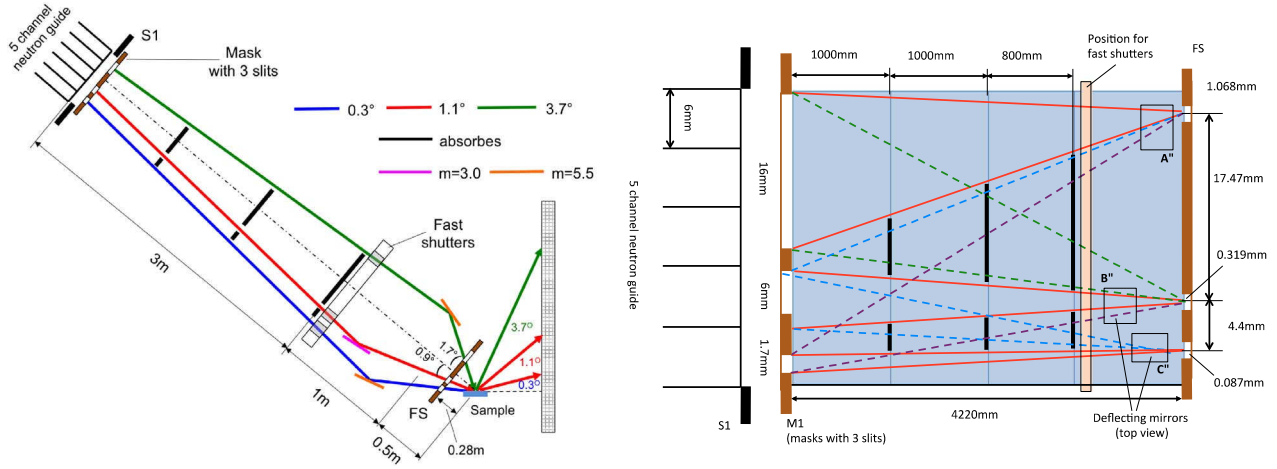 5 channel
neutron guide
S1
Mask
with 3 slits
0.3°
1.1°
3.7°
absorbes
m=3.0
m=5.5
Fast
shutters
3m
1m
0.5m
0.9°
1.7°
3.7°
1.1°
0.3°
FS
Sample
0.28m
Position for
fast shutters
FS
1000mm
1000mm
800mm
1.068mm
6mm
A"
16mm
17.47mm
5 channel neutron guide
0.319mm
B"
6mm
4.4mm
1.7mm
C"
0.087mm
Deflecting mirrors
(top view)
4220mm
S1
M1
(masks with 3 slits)